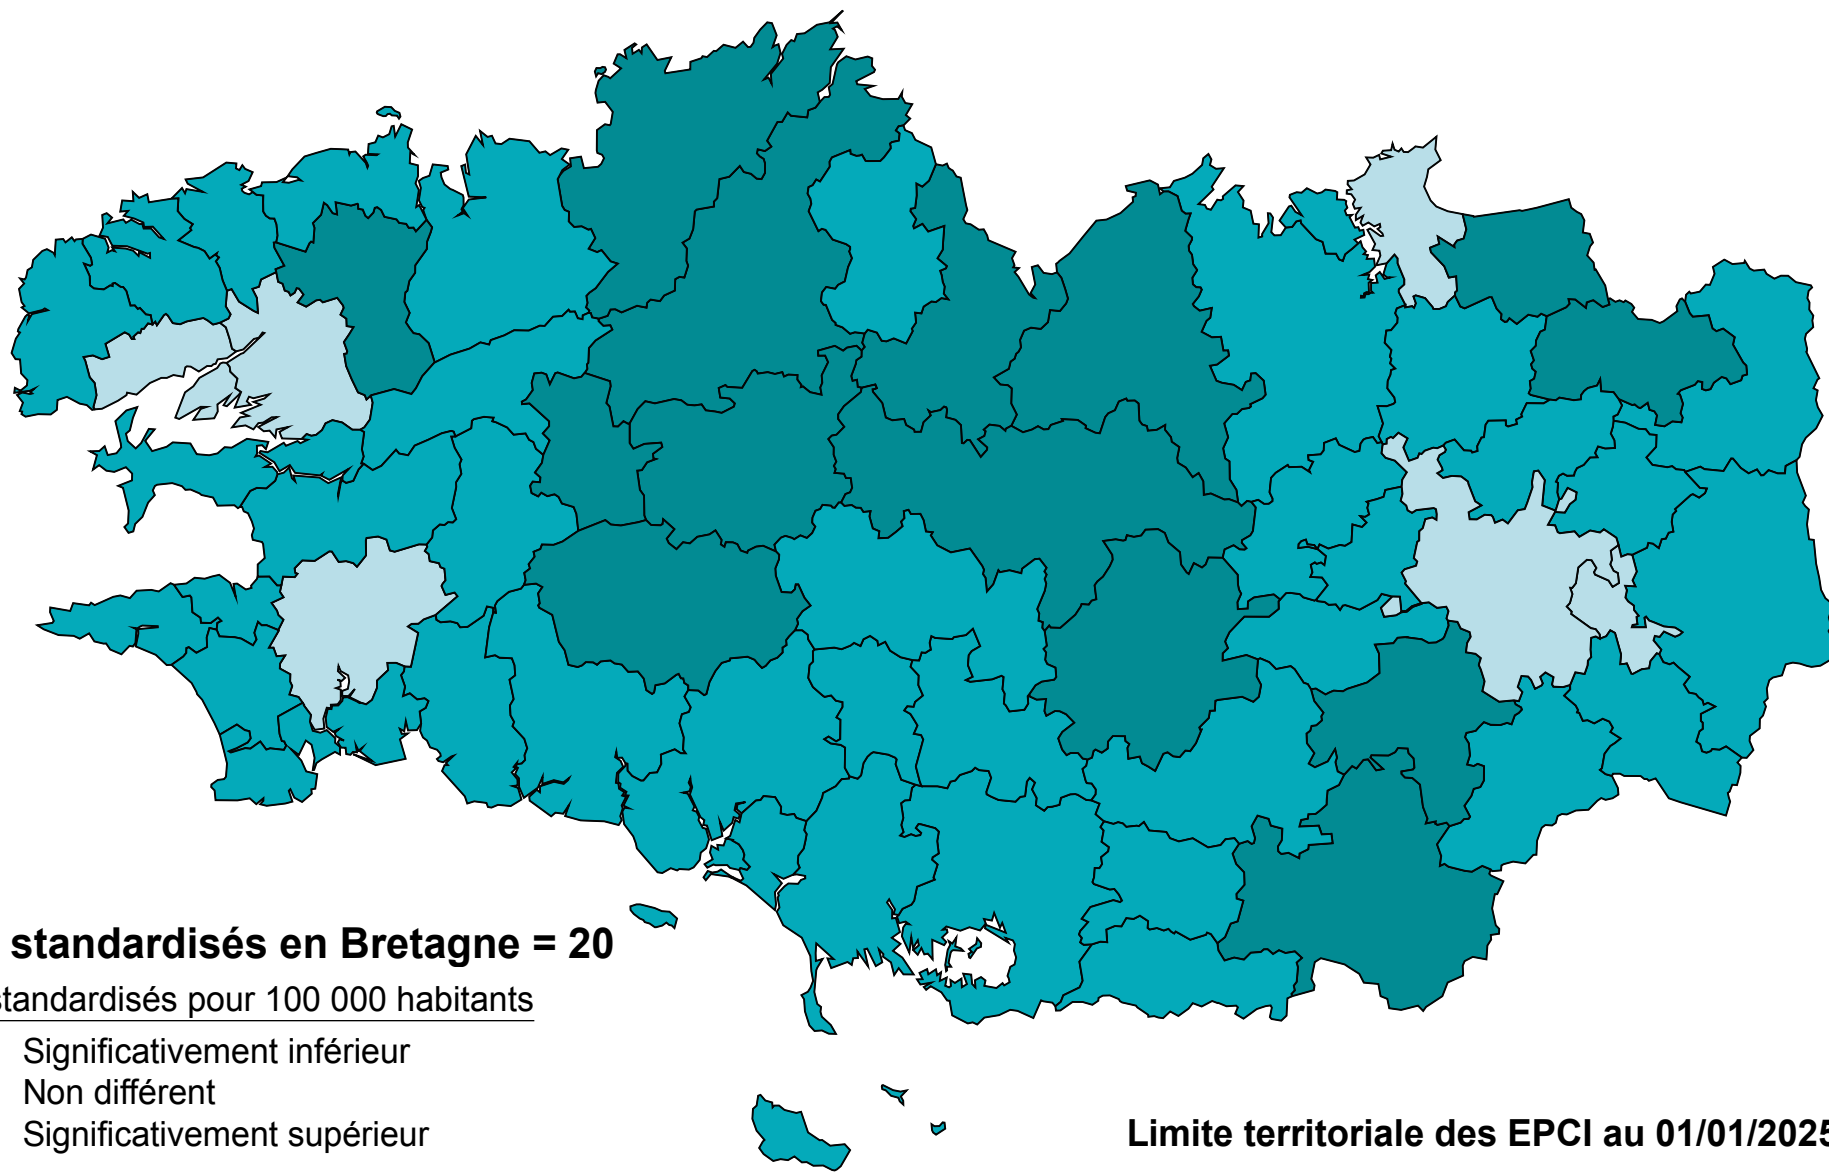 standardisés en Bretagne = 20
standardisés pour 100 000 habitants
Significativement inférieur
Non différent
Significativement supérieur
Limite territoriale des EPCI au 01/01/2025